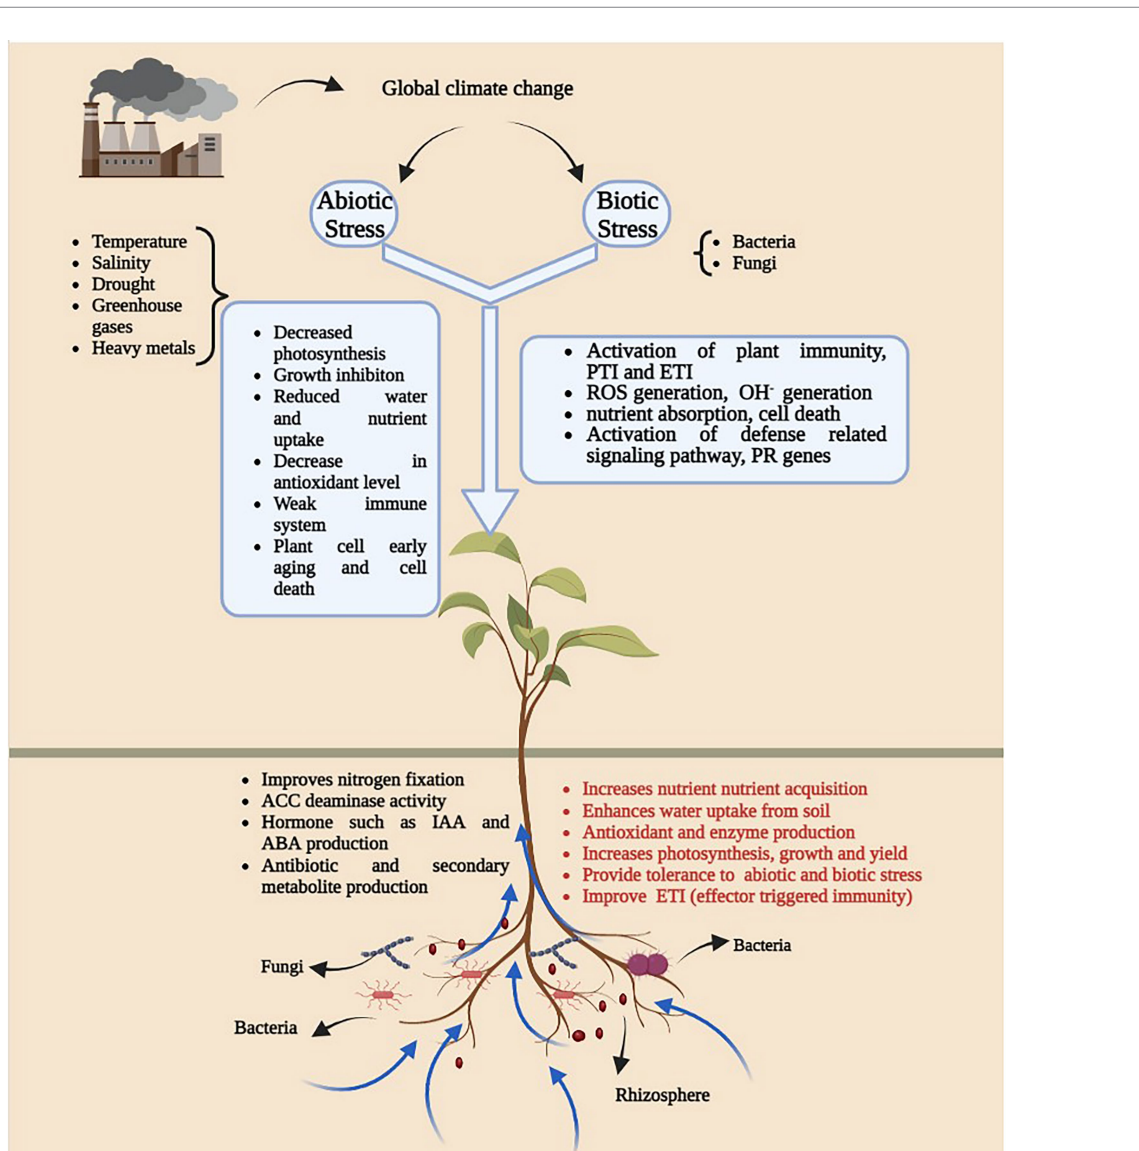 Global climate change
Abiotic
Stress
Biotic
Stress
• Temperature
• Salinity
• Drought
• Greenhouse
gases
• Heavy metals
• Bacteria
• Fungi
• Decreased
photosynthesis
• Growth inhibiton
• Reduced water
and nutrient
uptake
• Decrease in
antioxidant level
• Weak immune
system
• Plant cell early
aging and cell
death
• Activation of plant immunity,
PTI and ETI
• ROS generation, OH- generation
• nutrient absorption, cell death
• Activation of defense related
signaling pathway, PR genes
• Improves nitrogen fixation
• ACC deaminase activity
• Hormone such as IAA and
ABA production
• Antibiotic and secondary
metabolite production
• Increases nutrient nutrient acquisition
• Enhances water uptake from soil
• Antioxidant and enzyme production
• Increases photosynthesis, growth and yield
• Provide tolerance to abiotic and biotic stress
• Improve ETI (effector triggered immunity)
Fungi
Bacteria
Bacteria
Rhizosphere